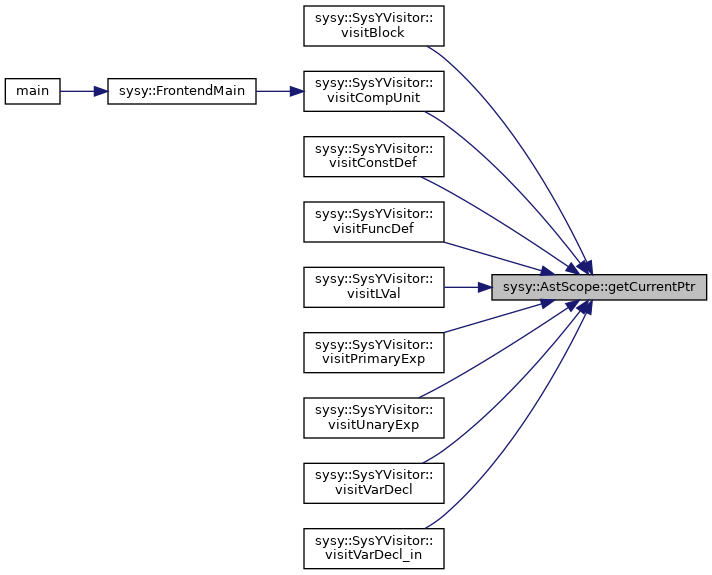 sysy::SysYVisitor::
visitBlock
main
sysy::FrontendMain
sysy::SysYVisitor::
visitCompUnit
sysy::SysYVisitor::
visitConstDef
sysy::SysYVisitor::
visitFuncDef
sysy::SysYVisitor::
visitLVal
sysy::AstScope::getCurrentPtr
sysy::SysYVisitor::
visitPrimaryExp
sysy::SysYVisitor::
visitUnaryExp
sysy::SysYVisitor::
visitVarDecl
sysy::SysYVisitor::
visitVarDecl_in